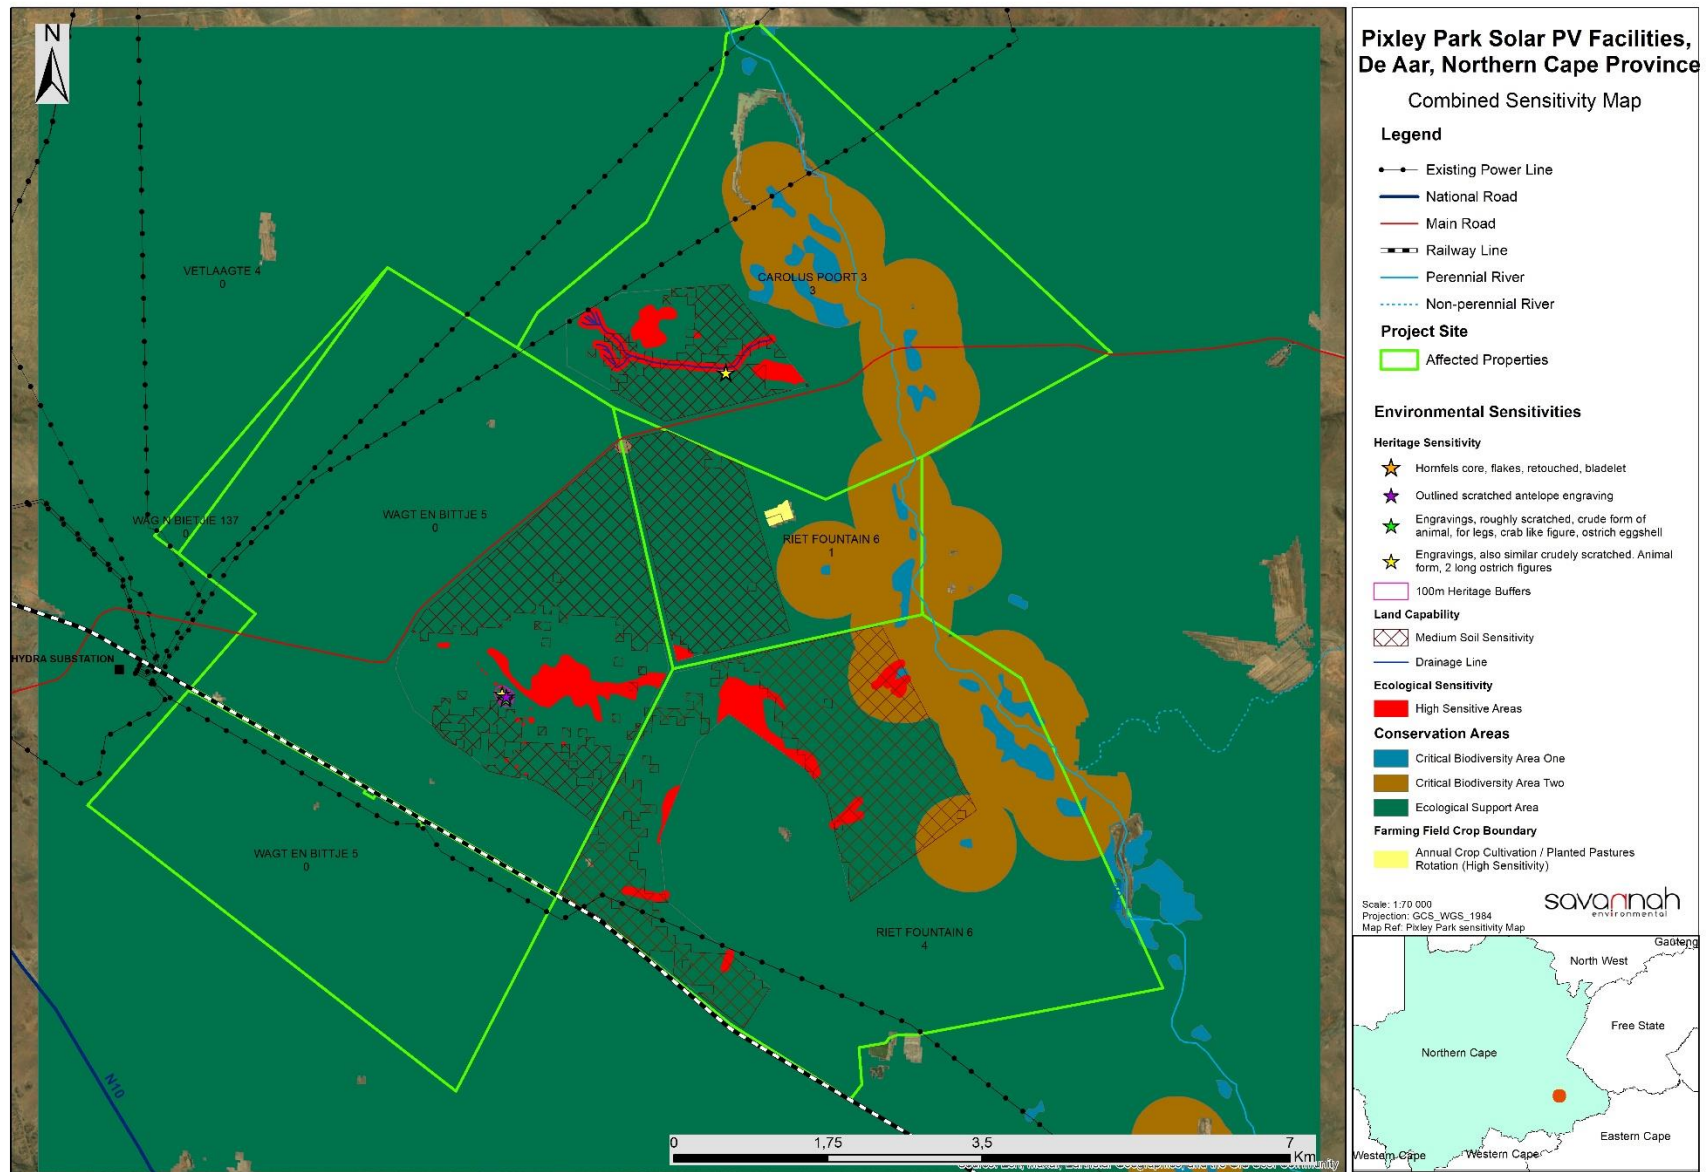 N
VETLAAGTE 4
0
CAROLUS POORT 3
3
WAG N BIETJIE 137
0
WAGT EN BITTJE 5
0
RIET FOUNTAIN 6
1
HYDRA SUBSTATION
WAGT EN BITTJE 5
0
RIET FOUNTAIN 6
4
N10
0
1,75
3,5
7
Km
Pixley Park Solar PV Facilities,
De Aar, Northern Cape Province
Combined Sensitivity Map
Legend
Existing Power Line
National Road
Main Road
Railway Line
Perennial River
Non-perennial River
Project Site
Affected Properties
Environmental Sensitivities
Heritage Sensitivity
Hornfels core, flakes, retouched, bladelet
Outlined scratched antelope engraving
Engravings, roughly scratched, crude form of
animal, for legs, crab like figure, ostrich eggshell
Engravings, also similar crudely scratched. Animal
form, 2 long ostrich figures
100m Heritage Buffers
Land Capability
Medium Soil Sensitivity
Drainage Line
Ecological Sensitivity
High Sensitive Areas
Conservation Areas
Critical Biodiversity Area One
Critical Biodiversity Area Two
Ecological Support Area
Farming Field Crop Boundary
Annual Crop Cultivation / Planted Pastures
Rotation (High Sensitivity)
Scale: 1:70 000
Projection: GCS_WGS_1984
Map Ref: Pixley Park sensitivity Map
savannah
environmental
Gauteng
North West
Free State
Northern Cape
Eastern Cape
Western Cape
Western Cape